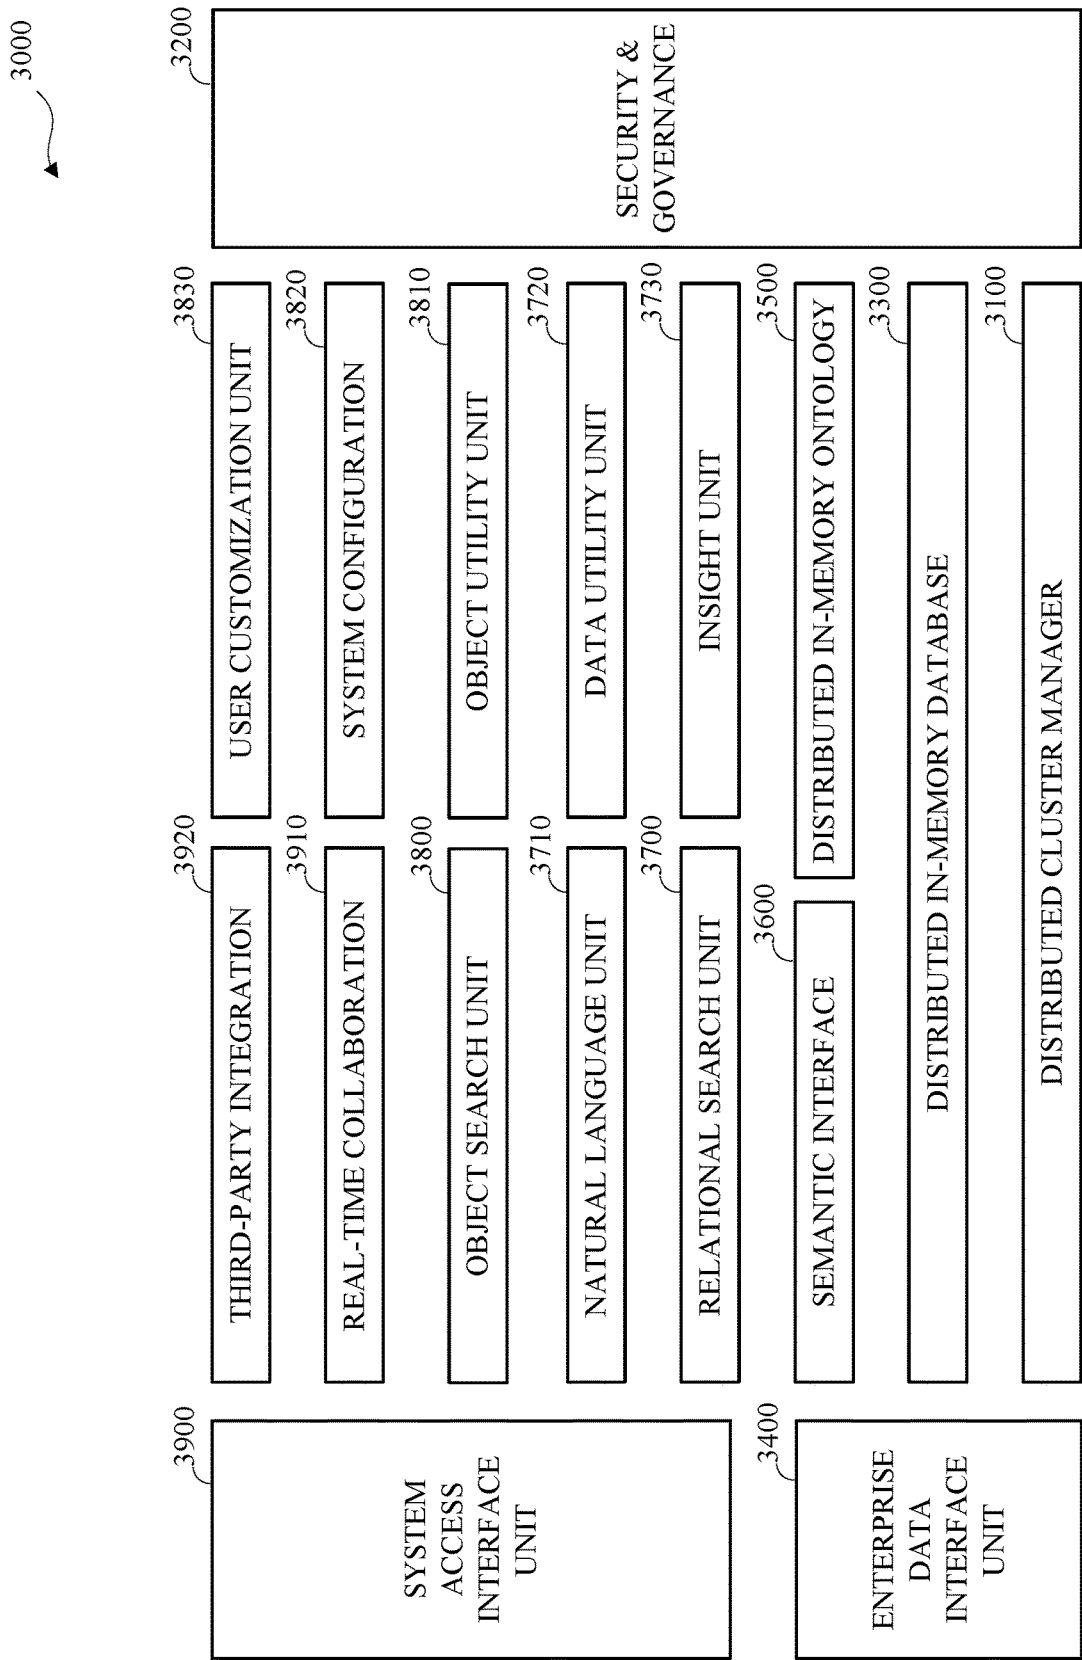 3000
3900
SYSTEM
ACCESS
INTERFACE
UNIT
3920
THIRD-PARTY INTEGRATION
3830
USER CUSTOMIZATION UNIT
3200
SECURITY &
GOVERNANCE
3910
REAL-TIME COLLABORATION
3820
SYSTEM CONFIGURATION
3800
OBJECT SEARCH UNIT
3810
OBJECT UTILITY UNIT
3710
NATURAL LANGUAGE UNIT
3720
DATA UTILITY UNIT
3700
RELATIONAL SEARCH UNIT
3730
INSIGHT UNIT
3400
ENTERPRISE
DATA
INTERFACE
UNIT
3600
SEMANTIC INTERFACE
3500
DISTRIBUTED IN-MEMORY ONTOLOGY
3300
DISTRIBUTED IN-MEMORY DATABASE
3100
DISTRIBUTED CLUSTER MANAGER